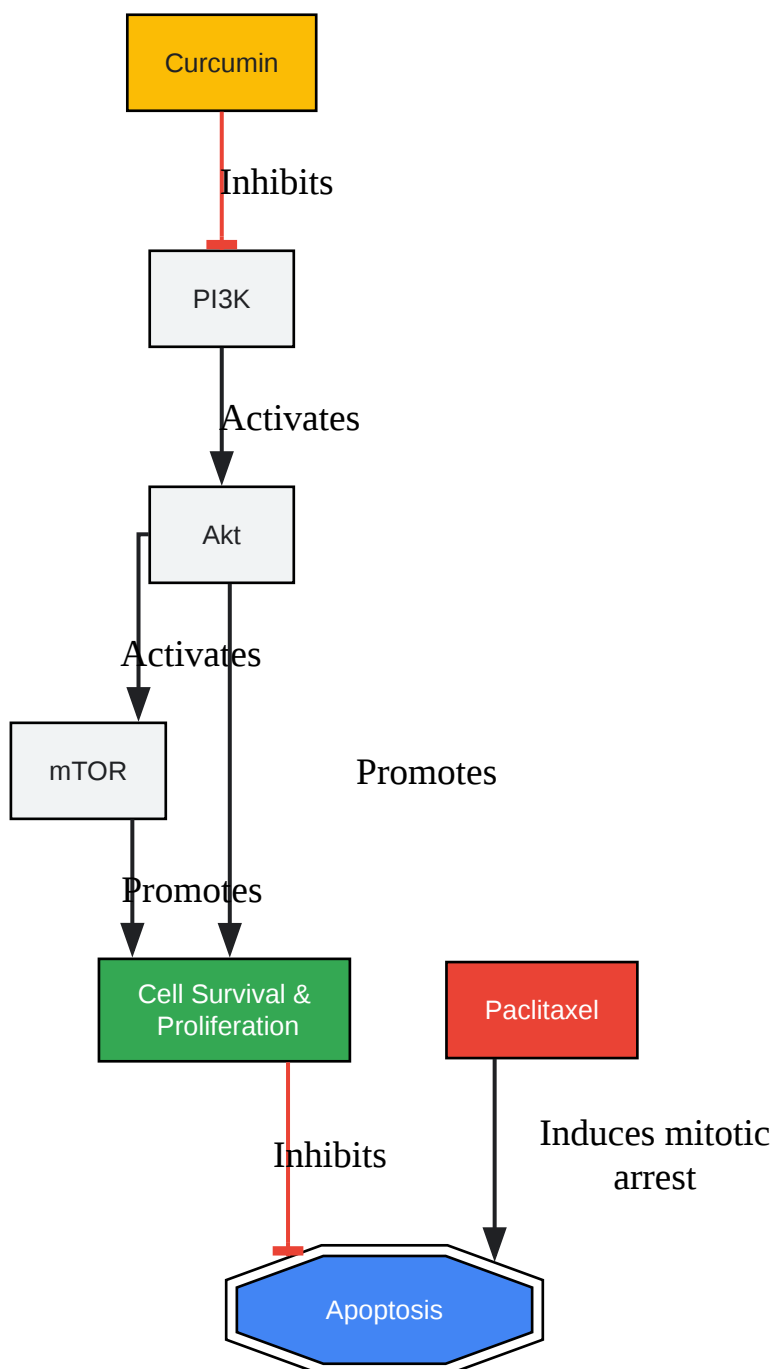 Curcumin
Inhibits
PI3K
Activates
Akt
Activates
mTOR
Promotes
Promotes
Cell Survival &
Proliferation
Paclitaxel
Inhibits
Induces mitotic
arrest
Apoptosis